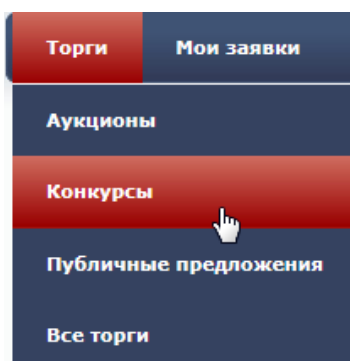 Торги Мои заявки
Аукционы
Конкурсы
Публичные предложения
Все торги